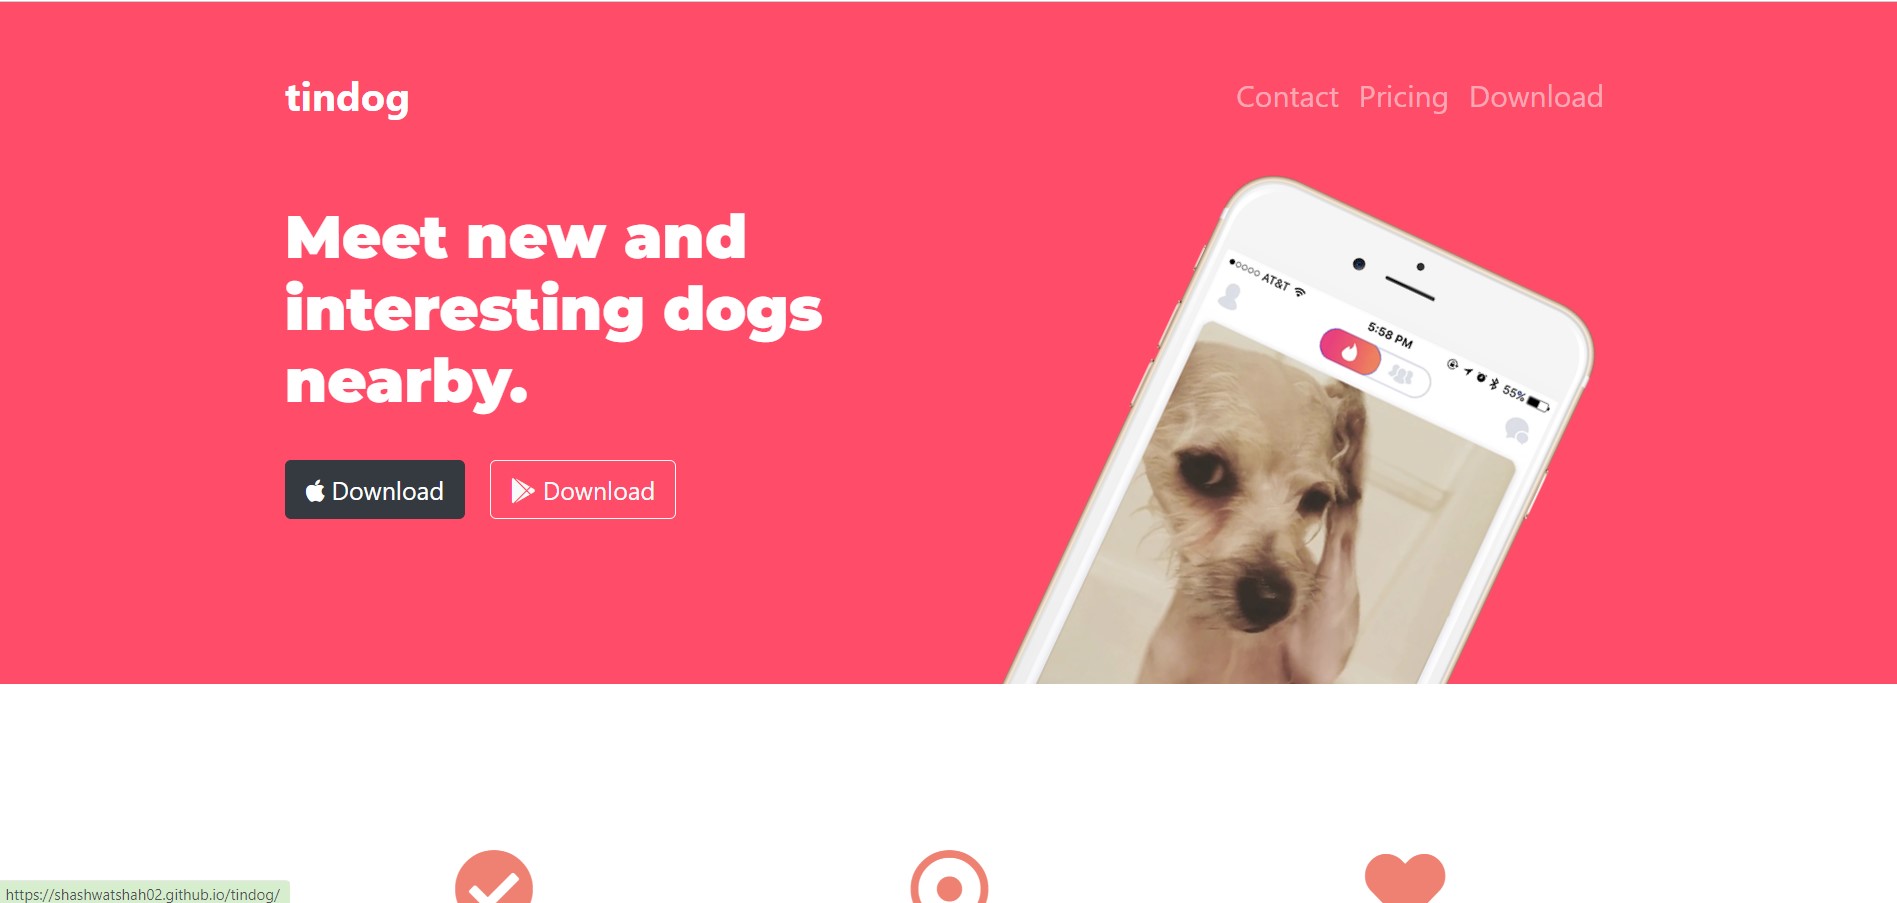 tindog
Contact Pricing Download
Meet new and
interesting dogs
nearby.
Download
Download
AT&T
5:58 PM
55%
https://shashwatshah02.github.io/tindog/